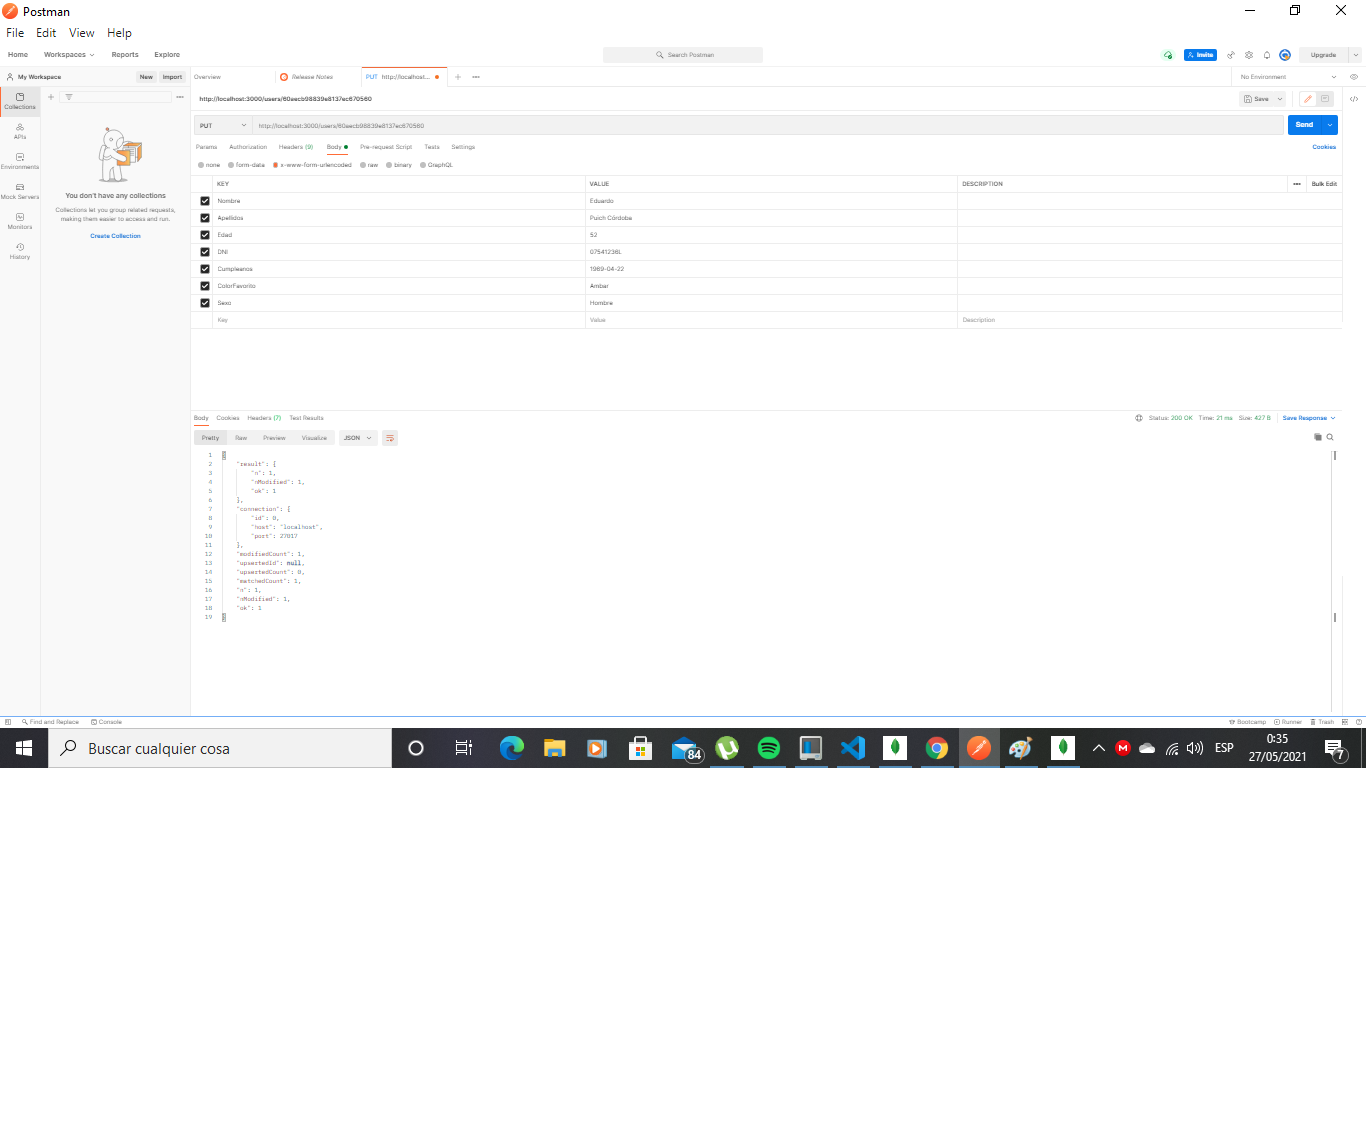 Postman
File Edit View Help
Home Workspaces Reports Explore
Search Postman
Invite
Upgrade
My Workspace New Import
Overview Release Notes PUT http://localhost...
No Environment
Collections
APIs
Environments
Mock Servers
Monitors
History
You don't have any collections
Collections let you group related requests,
making them easier to access and run.
Create Collection
http://localhost:3000/users/60aecb98839e8137ec670560
Save
PUT http://localhost:3000/users/60aecb98839e8137ec670560
Send
Params Authorization Headers (9) Body Pre-request Script Tests Settings
Cookies
none form-data x-www-form-urlencoded raw binary GraphQL
KEY VALUE DESCRIPTION Bulk Edit
Nombre Eduardo
Apellidos Puich Córdoba
Edad 52
DNI 07541236L
Cumpleanos 1969-04-22
ColorFavorito Ambar
Sexo Hombre
Key Value Description
Body Cookies Headers (7) Test Results
Status: 200 OK Time: 21 ms Size: 427 B Save Response
Pretty Raw Preview Visualize JSON
1 {
2 "result": {
3 "n": 1,
4 "nModified": 1,
5 "ok": 1
6 },
7 "connection": {
8 "id": 0,
9 "host": "localhost",
10 "port": 27017
11 },
12 "modifiedCount": 1,
13 "upsertedId": null,
14 "upsertedCount": 0,
15 "matchedCount": 1,
16 "n": 1,
17 "nModified": 1,
18 "ok": 1
19 }
Find and Replace Console
Bootcamp Runner Trash
Buscar cualquier cosa
84
ESP
0:35
27/05/2021
7